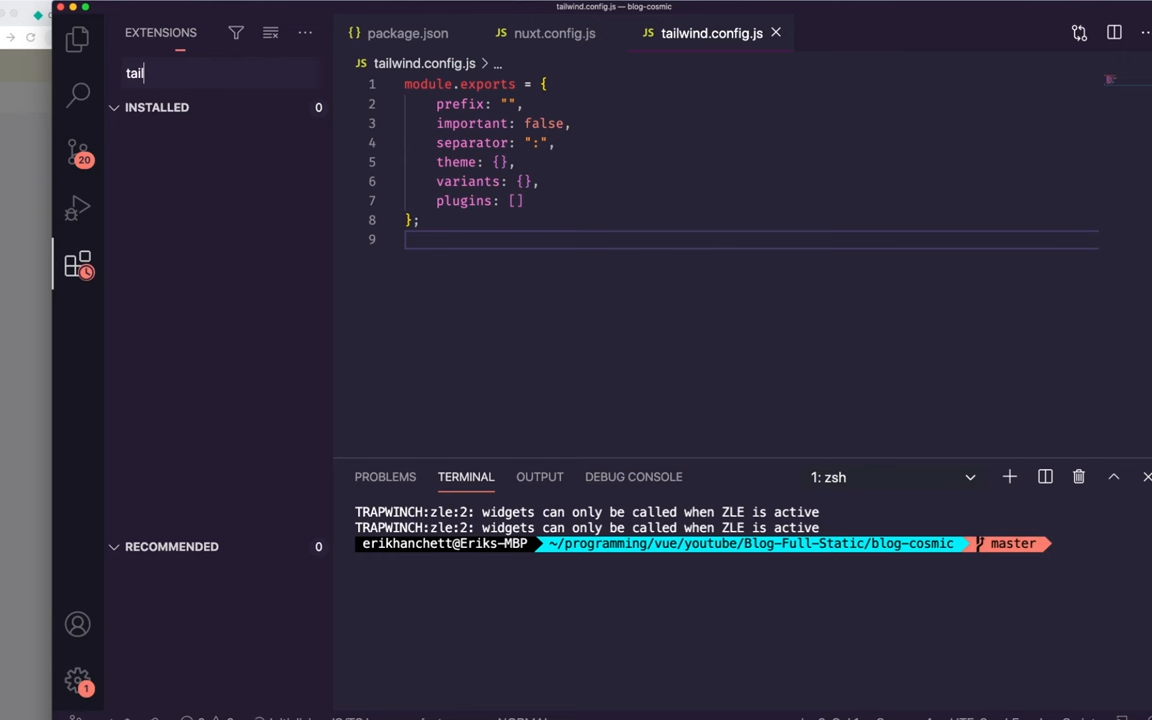 tailwind.config.js — blog-cosmic
EXTENSIONS
tail
INSTALLED 0
RECOMMENDED 0
20
1
{} package.json
JS nuxt.config.js
JS tailwind.config.js
JS tailwind.config.js > ...
1 module.exports = {
2 prefix: "",
3 important: false,
4 separator: ":",
5 theme: {},
6 variants: {},
7 plugins: []
8 };
9
PROBLEMS TERMINAL OUTPUT DEBUG CONSOLE 1: zsh
TRAPWINCH:zle:2: widgets can only be called when ZLE is active
TRAPWINCH:zle:2: widgets can only be called when ZLE is active
erikhanchett@Eriks-MBP ~/programming/vue/youtube/Blog-Full-Static/blog-cosmic master